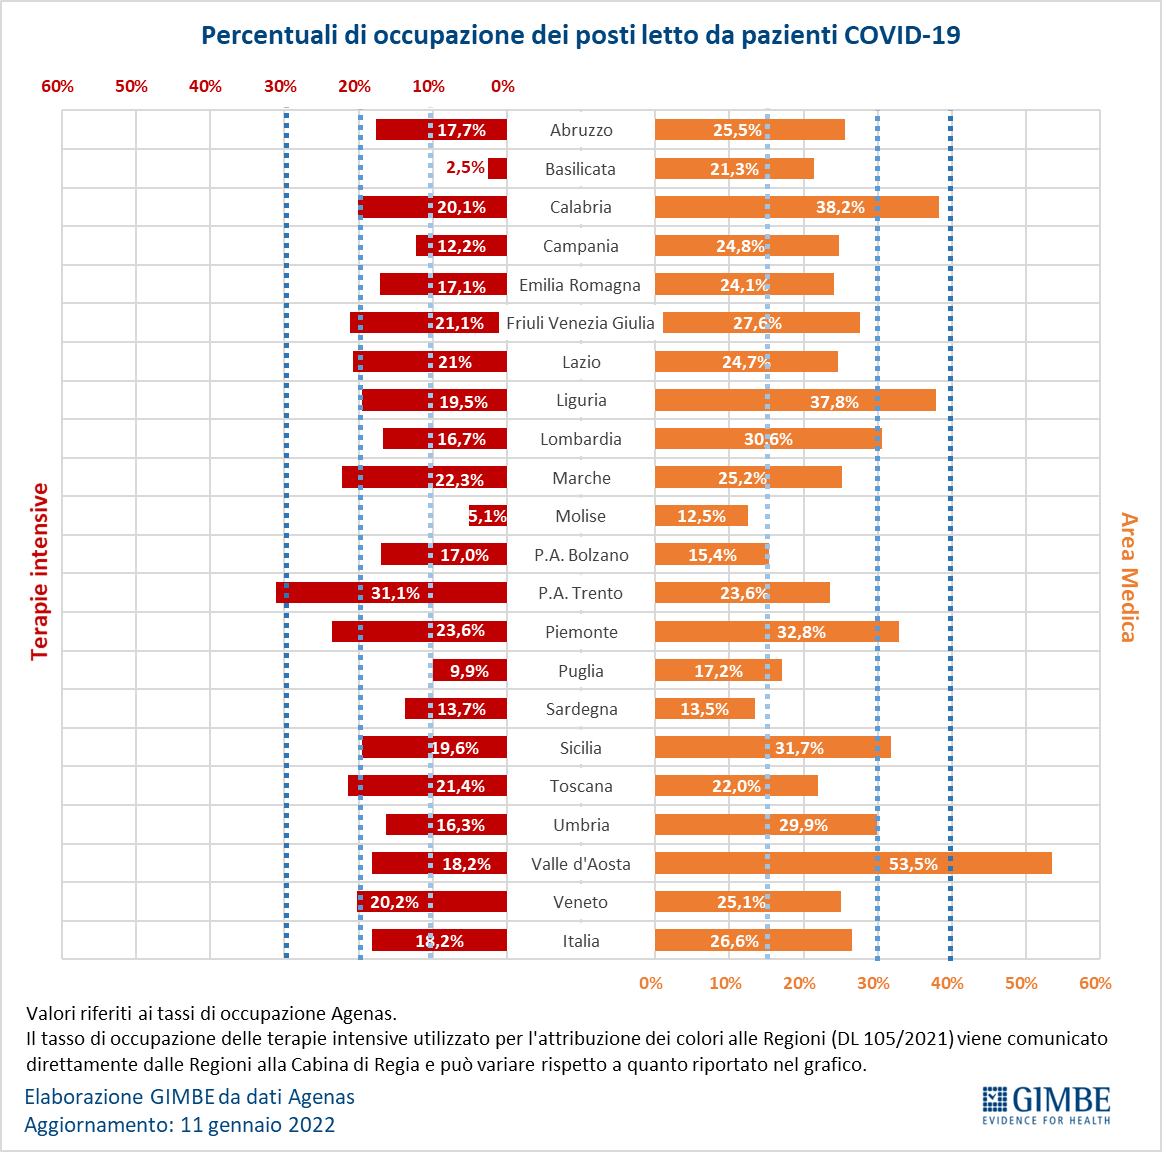 Percentuali di occupazione dei posti letto da pazienti COVID-19
60% 50% 40% 30% 20% 10% 0%
17,7% Abruzzo 25,5%
2,5% Basilicata 21,3%
20,1% Calabria 38,2%
12,2% Campania 24,8%
17,1% Emilia Romagna 24,1%
21,1% Friuli Venezia Giulia 27,6%
21% Lazio 24,7%
19,5% Liguria 37,8%
16,7% Lombardia 30,6%
22,3% Marche 25,2%
5,1% Molise 12,5%
17,0% P.A. Bolzano 15,4%
31,1% P.A. Trento 23,6%
23,6% Piemonte 32,8%
9,9% Puglia 17,2%
13,7% Sardegna 13,5%
19,6% Sicilia 31,7%
21,4% Toscana 22,0%
16,3% Umbria 29,9%
18,2% Valle d'Aosta 53,5%
20,2% Veneto 25,1%
18,2% Italia 26,6%
0% 10% 20% 30% 40% 50% 60%
Terapie intensive
Area Medica
Valori riferiti ai tassi di occupazione Agenas.
Il tasso di occupazione delle terapie intensive utilizzato per l'attribuzione dei colori alle Regioni (DL 105/2021) viene comunicato
direttamente dalle Regioni alla Cabina di Regia e può variare rispetto a quanto riportato nel grafico.
Elaborazione GIMBE da dati Agenas
Aggiornamento: 11 gennaio 2022
GIMBE
EVIDENCE FOR HEALTH